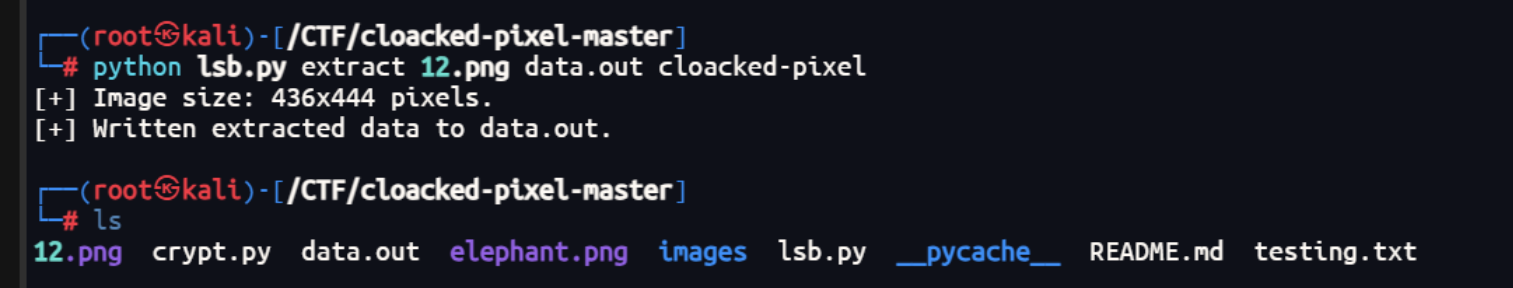 ┌──(root㉿kali)-[/CTF/cloacked-pixel-master]
└─# python lsb.py extract 12.png data.out cloacked-pixel
[+] Image size: 436x444 pixels.
[+] Written extracted data to data.out.
┌──(root㉿kali)-[/CTF/cloacked-pixel-master]
└─# ls
12.png crypt.py data.out elephant.png images lsb.py __pycache__ README.md testing.txt